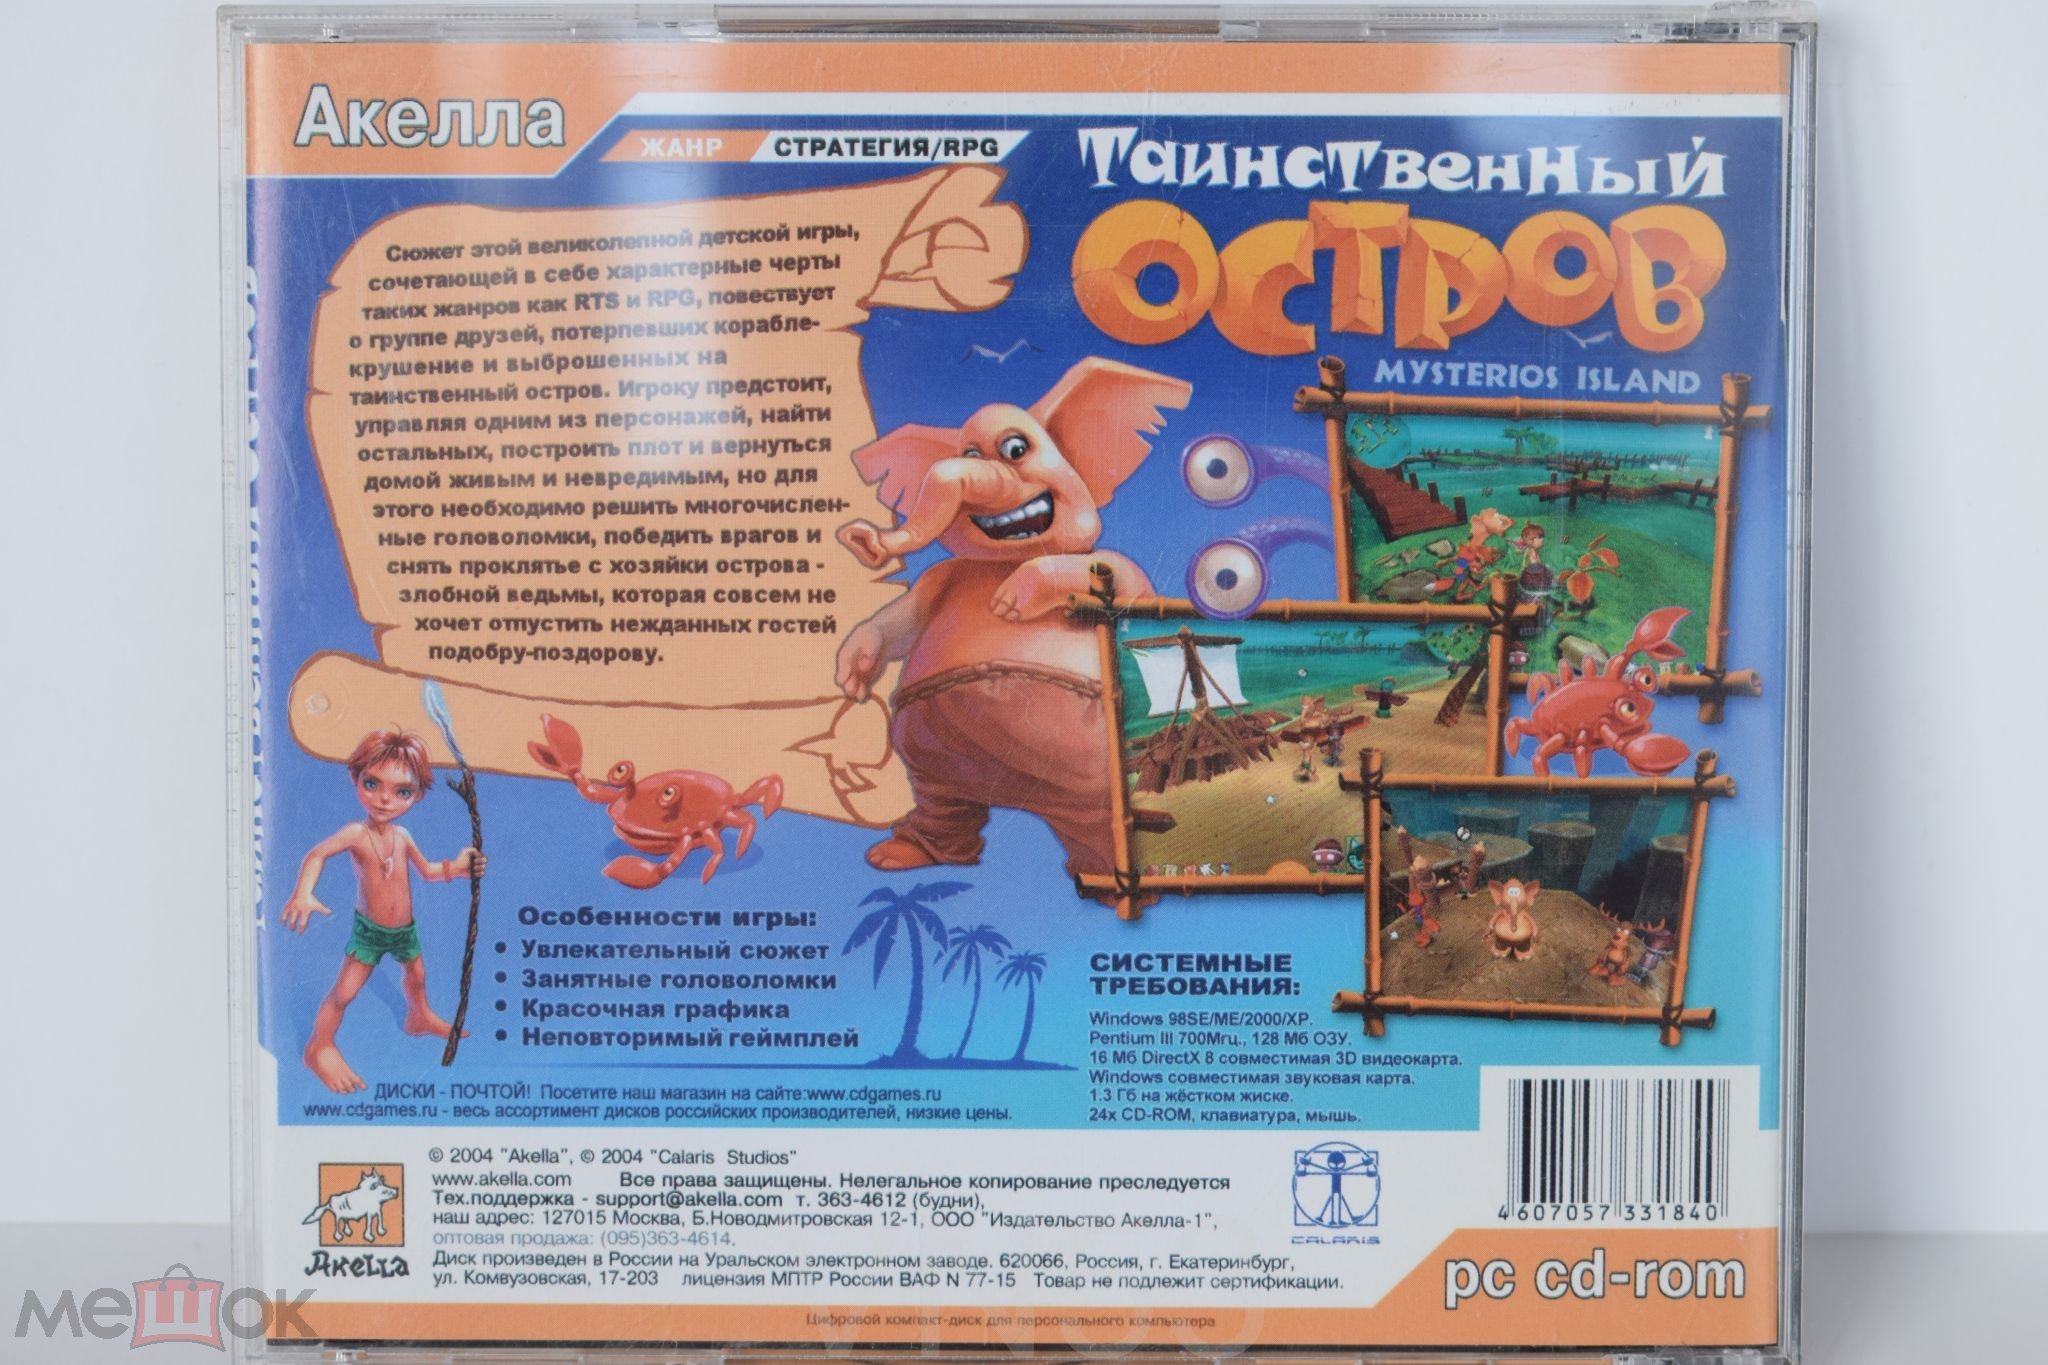 Акелла
ЖАНР СТРАТЕГИЯ/RPG
Таинственный
ОСТРОВ
MYSTERIOS ISLAND
Сюжет этой великолепной детской игры,
сочетающей в себе характерные черты
таких жанров как RTS и RPG, повествует
о группе друзей, потерпевших корабле-
крушение и выброшенных на
таинственный остров. Игроку предстоит,
управляя одним из персонажей, найти
остальных, построить плот и вернуться
домой живым и невредимым, но для
этого необходимо решить многочислен-
ные головоломки, победить врагов и
снять проклятье с хозяйки острова -
злобной ведьмы, которая совсем не
хочет отпустить нежданных гостей
подобру-поздорову.
Особенности игры:
• Увлекательный сюжет
• Занятные головоломки
• Красочная графика
• Неповторимый геймплей
СИСТЕМНЫЕ
ТРЕБОВАНИЯ:
Windows 98SE/ME/2000/XP.
Pentium III 700Мгц., 128 Мб ОЗУ.
16 Мб DirectX 8 совместимая 3D видеокарта.
Windows совместимая звуковая карта.
1.3 Гб на жёстком жиске.
24x CD-ROM, клавиатура, мышь.
ДИСКИ - ПОЧТОЙ! Посетите наш магазин на сайте:www.cdgames.ru
www.cdgames.ru - весь ассортимент дисков российских производителей, низкие цены.
© 2004 "Akella", © 2004 "Calaris Studios"
www.akella.com Все права защищены. Нелегальное копирование преследуется
Тех.поддержка - support@akella.com т. 363-4612 (будни),
наш адрес: 127015 Москва, Б.Новодмитровская 12-1, ООО "Издательство Акелла-1",
оптовая продажа: (095)363-4614.
Диск произведен в России на Уральском электронном заводе. 620066, Россия, г. Екатеринбург,
ул. Комвузовская, 17-203 лицензия МПТР России ВАФ N 77-15 Товар не подлежит сертификации.
Akella
CALARIS
4 607057 331840
pc cd-rom
Цифровой компакт-диск для персонального компьютера
мешок